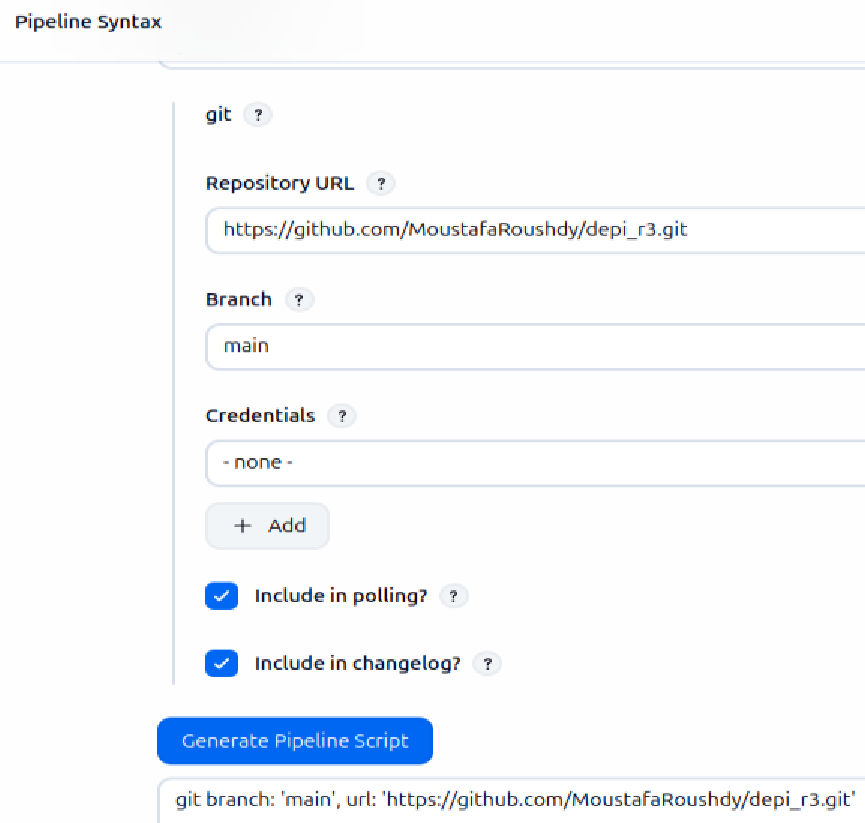 Pipeline Syntax
git ?
Repository URL ?
https://github.com/MoustafaRoushdy/depi_r3.git
Branch ?
main
Credentials ?
- none -
+ Add
Include in polling? ?
Include in changelog? ?
Generate Pipeline Script
git branch: 'main', url: 'https://github.com/MoustafaRoushdy/depi_r3.git'